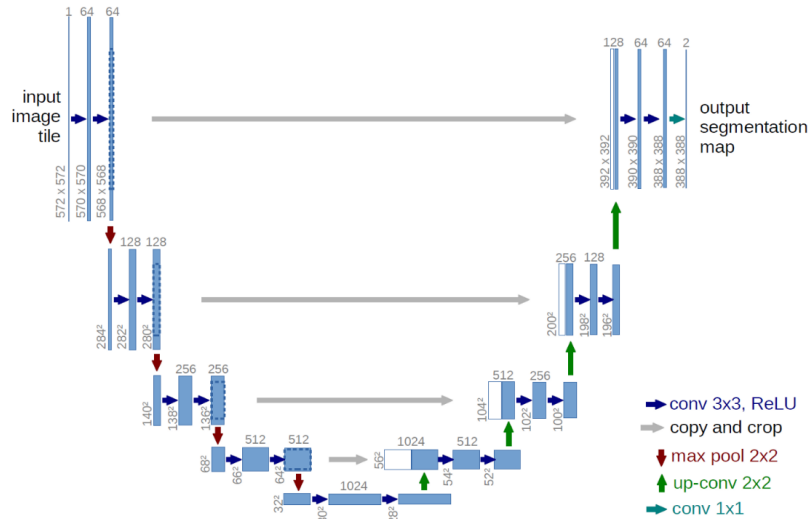 1 64 64
128 64 64 2
input
image
tile
output
segmentation
map
572 x 572
570 x 570
568 x 568
392 x 392
390 x 390
388 x 388
388 x 388
128 128
256 128
284²
282²
280²
200²
198²
196²
256 256
512 256
140²
138²
136²
104²
102²
100²
conv 3x3, ReLU
copy and crop
512 512
1024 512
68²
66²
64²
56²
54²
52²
max pool 2x2
up-conv 2x2
1024
32²
28²
conv 1x1